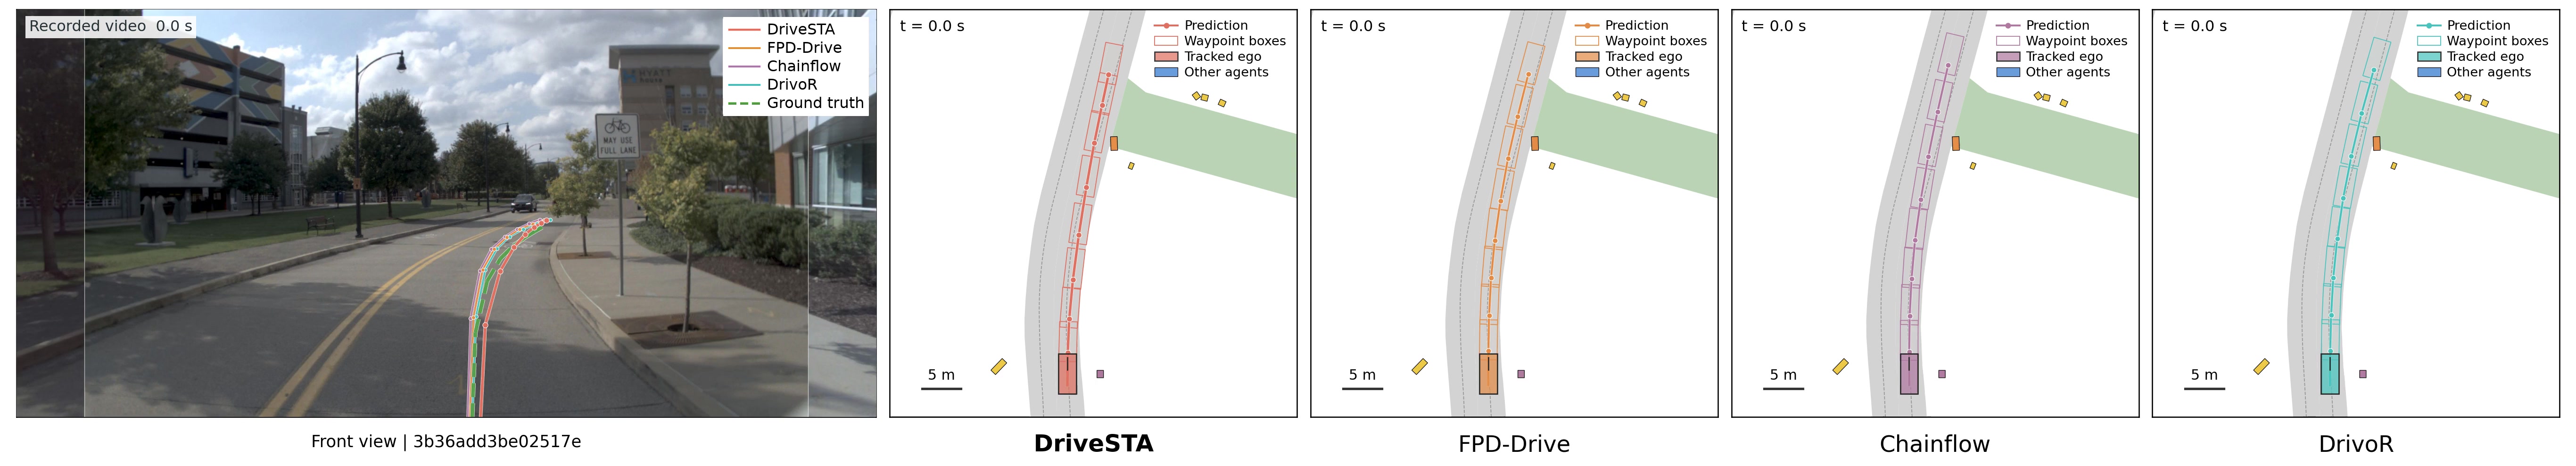 Recorded video 0.0 s
DriveSTA
FPD-Drive
Chainflow
DrivoR
Ground truth
HYATT
MAY USE
FULL LANE
Front view | 3b36add3be02517e
t = 0.0 s
Prediction
Waypoint boxes
Tracked ego
Other agents
5 m
DriveSTA
t = 0.0 s
Prediction
Waypoint boxes
Tracked ego
Other agents
5 m
FPD-Drive
t = 0.0 s
Prediction
Waypoint boxes
Tracked ego
Other agents
5 m
Chainflow
t = 0.0 s
Prediction
Waypoint boxes
Tracked ego
Other agents
5 m
DrivoR